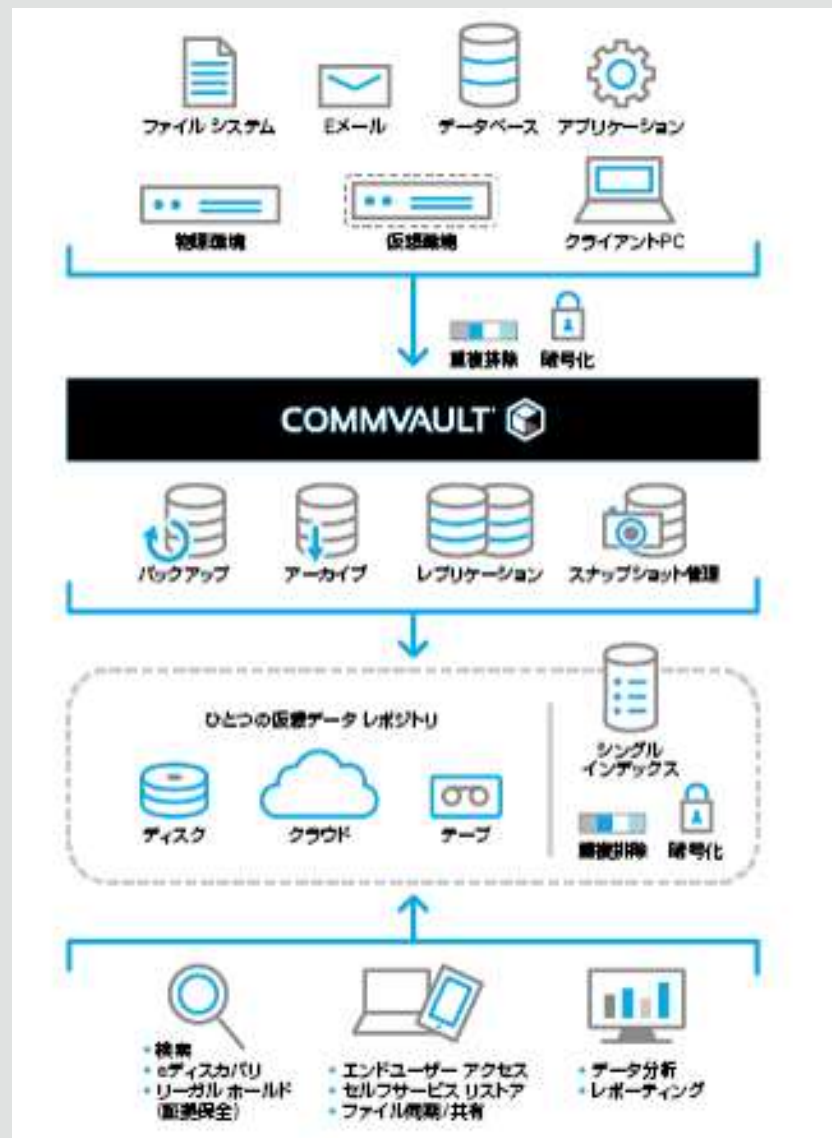 ファイル システム
Eメール
データベース
アプリケーション
物理環境
仮想環境
クライアントPC
重複排除
暗号化
COMMVAULT
バックアップ
アーカイブ
レプリケーション
スナップショット管理
ひとつの仮想データ レポジトリ
ディスク
クラウド
テープ
シングル
インデックス
重複排除
暗号化
・検索
・eディスカバリ
・リーガル ホールド
(証拠保全)
・エンドユーザー アクセス
・セルフサービス リストア
・ファイル同期/共有
・データ分析
・レポーティング